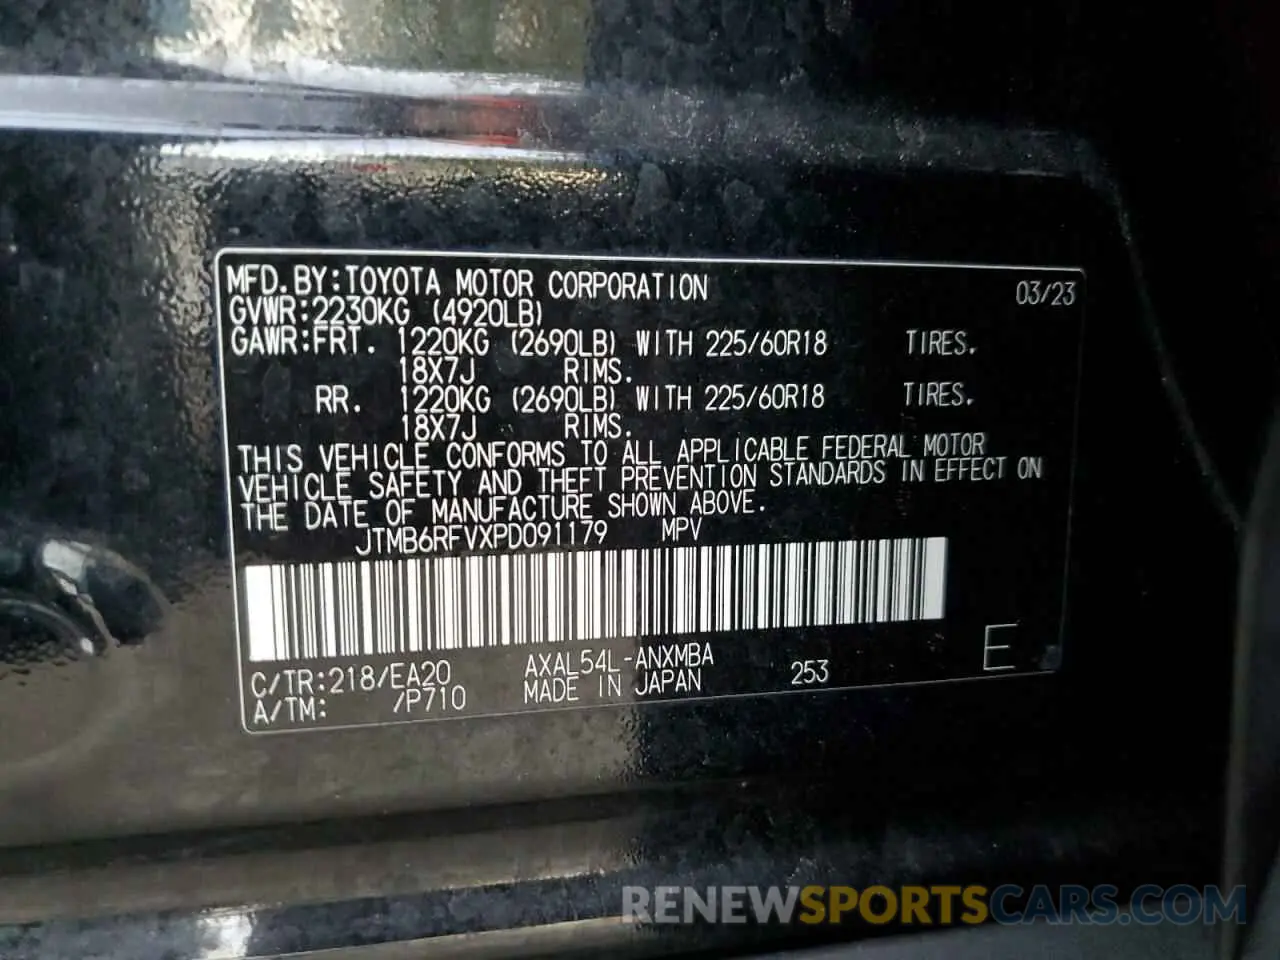 MFD.BY:TOYOTA MOTOR CORPORATION 03/23
GVWR:2230KG (4920LB)
GAWR:FRT. 1220KG (2690LB) WITH 225/60R18 TIRES.
18X7J RIMS.
RR. 1220KG (2690LB) WITH 225/60R18 TIRES.
18X7J RIMS.
THIS VEHICLE CONFORMS TO ALL APPLICABLE FEDERAL MOTOR
VEHICLE SAFETY AND THEFT PREVENTION STANDARDS IN EFFECT ON
THE DATE OF MANUFACTURE SHOWN ABOVE.
JTMB6RFVXPD091179 MPV
C/TR:218/EA20 AXAL54L-ANXMBA 253 E
A/TM: /P710 MADE IN JAPAN
RENEWSPORTSCARS.COM